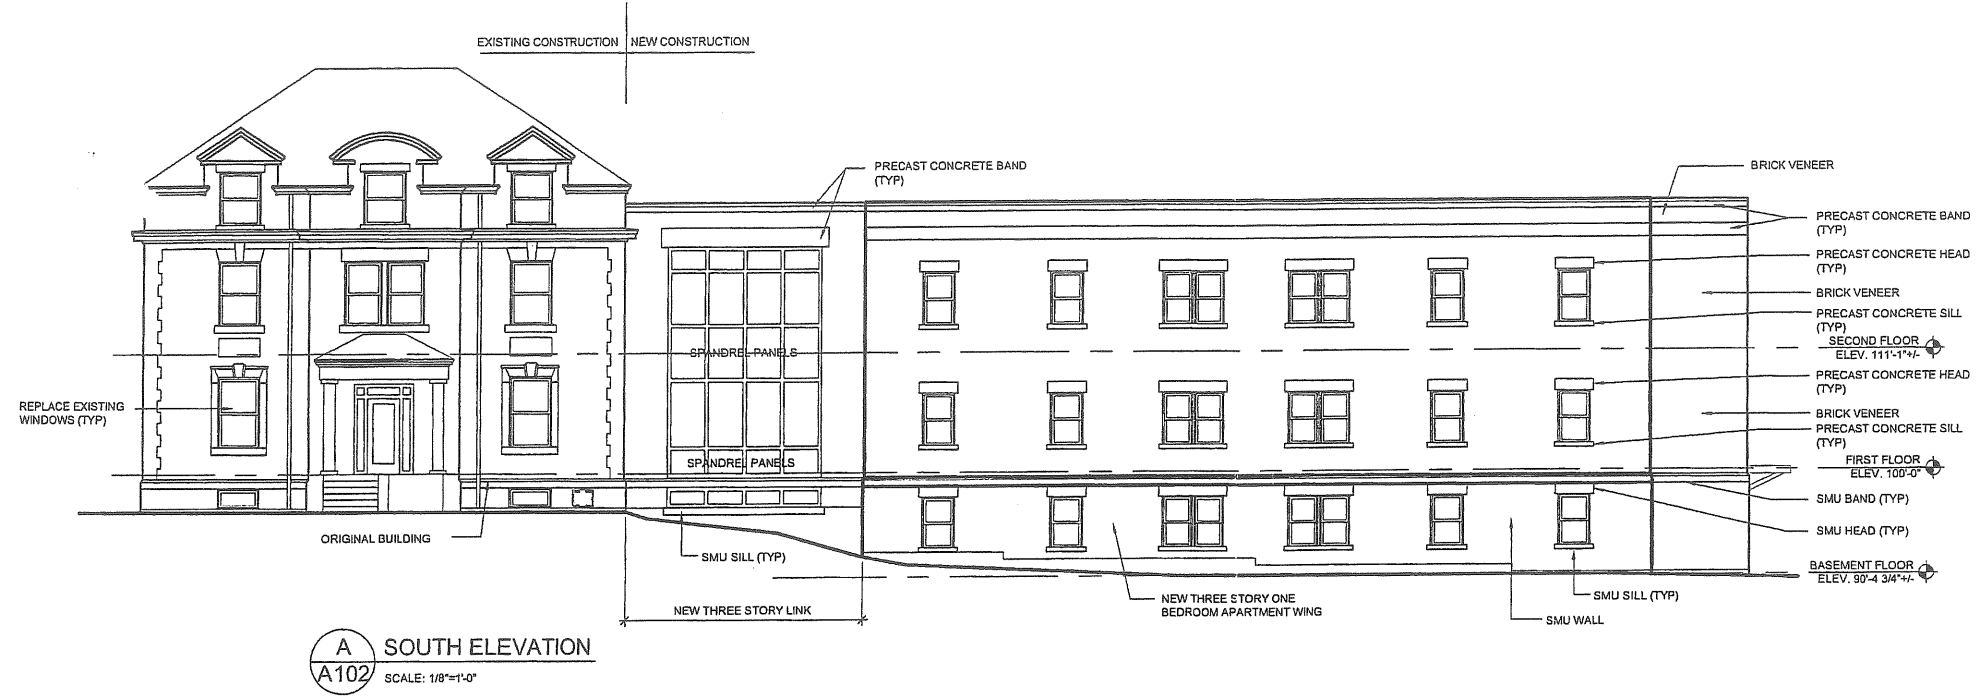 EXISTING CONSTRUCTION
NEW CONSTRUCTION
PRECAST CONCRETE BAND
(TYP)
BRICK VENEER
PRECAST CONCRETE BAND
(TYP)
PRECAST CONCRETE HEAD
(TYP)
BRICK VENEER
PRECAST CONCRETE SILL
(TYP)
SECOND FLOOR
ELEV. 111'-1"+/-
SPANDREL PANELS
PRECAST CONCRETE HEAD
(TYP)
REPLACE EXISTING
WINDOWS (TYP)
BRICK VENEER
PRECAST CONCRETE SILL
(TYP)
SPANDREL PANELS
FIRST FLOOR
ELEV. 100'-0"
SMU BAND (TYP)
SMU HEAD (TYP)
ORIGINAL BUILDING
SMU SILL (TYP)
BASEMENT FLOOR
ELEV. 90'-4 3/4"+/-
NEW THREE STORY LINK
NEW THREE STORY ONE
BEDROOM APARTMENT WING
SMU SILL (TYP)
SMU WALL
A
A102
SOUTH ELEVATION
SCALE: 1/8"=1'-0"